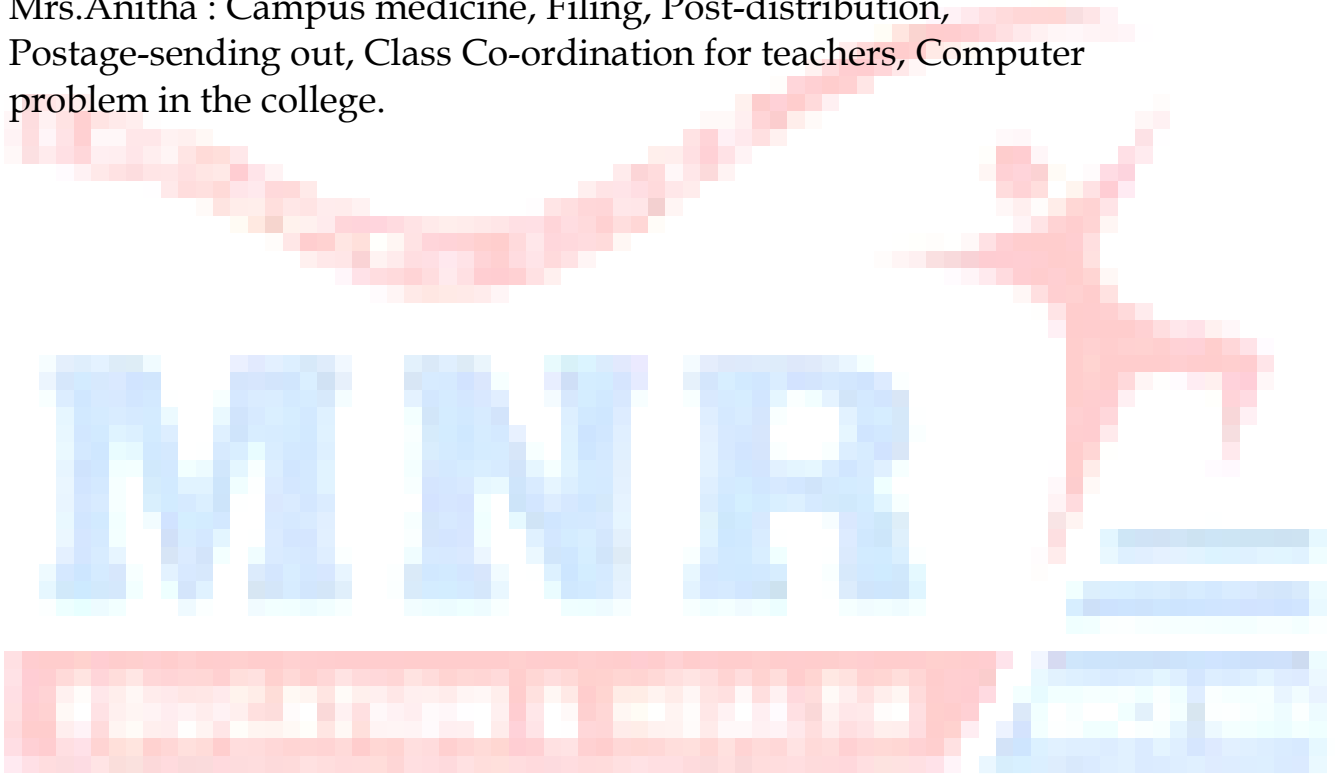 Mrs.Anitha : Campus medicine, Filing, Post-distribution,
Postage-sending out, Class Co-ordination for teachers, Computer
problem in the college.
MNR